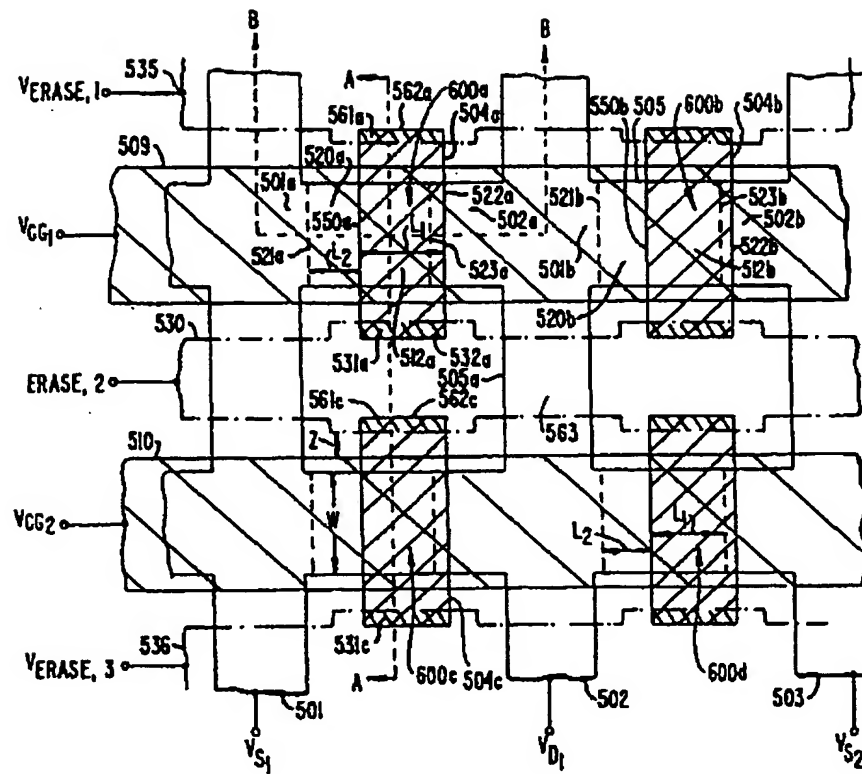 B B
VERASE, 1 535 A 600a 504a 550b 505 600b 504b
561a 562a
509 520a 522a 521b 523b
501a 502a 502b
VCG1 550a 501b 522b
521a L2 523a 512b
530 520b
531a 512a 532a
ERASE, 2 505a
561c 562c 563
510 Z
VCG2 W L2 L1
536 531c
VERASE, 3 A 600c 504c 600d
501 502 503
VS1 VD1 VS2